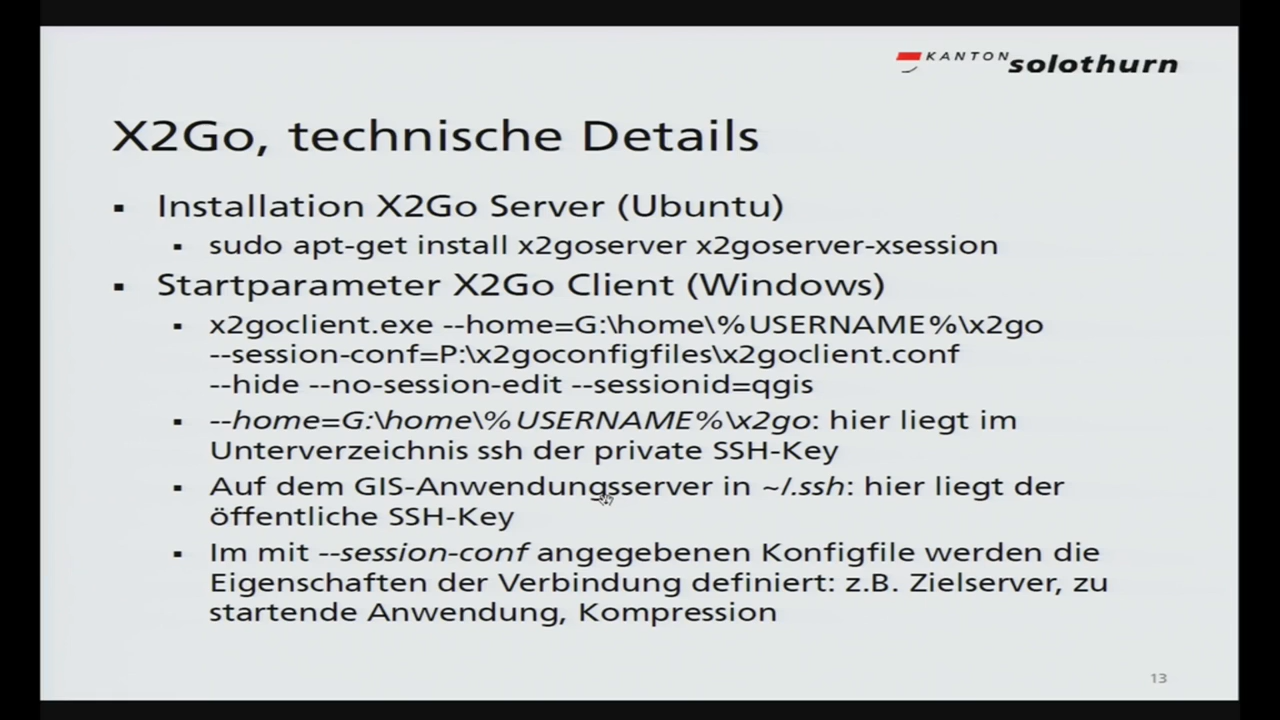 KANTON solothurn
X2Go, technische Details
▪ Installation X2Go Server (Ubuntu)
▪ sudo apt-get install x2goserver x2goserver-xsession
▪ Startparameter X2Go Client (Windows)
▪ x2goclient.exe --home=G:\home\%USERNAME%\x2go
--session-conf=P:\x2goconfigfiles\x2goclient.conf
--hide --no-session-edit --sessionid=qgis
▪ --home=G:\home\%USERNAME%\x2go: hier liegt im
Unterverzeichnis ssh der private SSH-Key
▪ Auf dem GIS-Anwendungsserver in ~/.ssh: hier liegt der
öffentliche SSH-Key
▪ Im mit --session-conf angegebenen Konfigfile werden die
Eigenschaften der Verbindung definiert: z.B. Zielserver, zu
startende Anwendung, Kompression
13